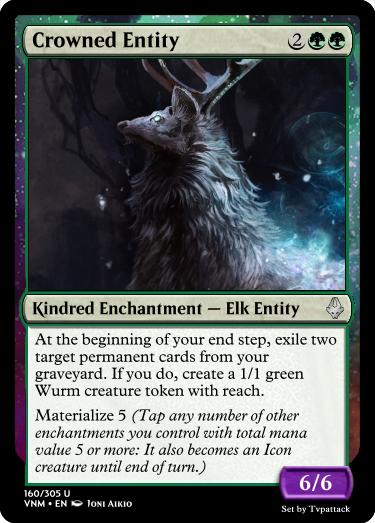 Crowned Entity 2
Kindred Enchantment — Elk Entity
At the beginning of your end step, exile two
target permanent cards from your
graveyard. If you do, create a 1/1 green
Wurm creature token with reach.
Materialize 5 (Tap any number of other
enchantments you control with total mana
value 5 or more: It also becomes an Icon
creature until end of turn.)
6/6
160/305 U
VNM • EN Joni Aikio
Set by Tvpattack